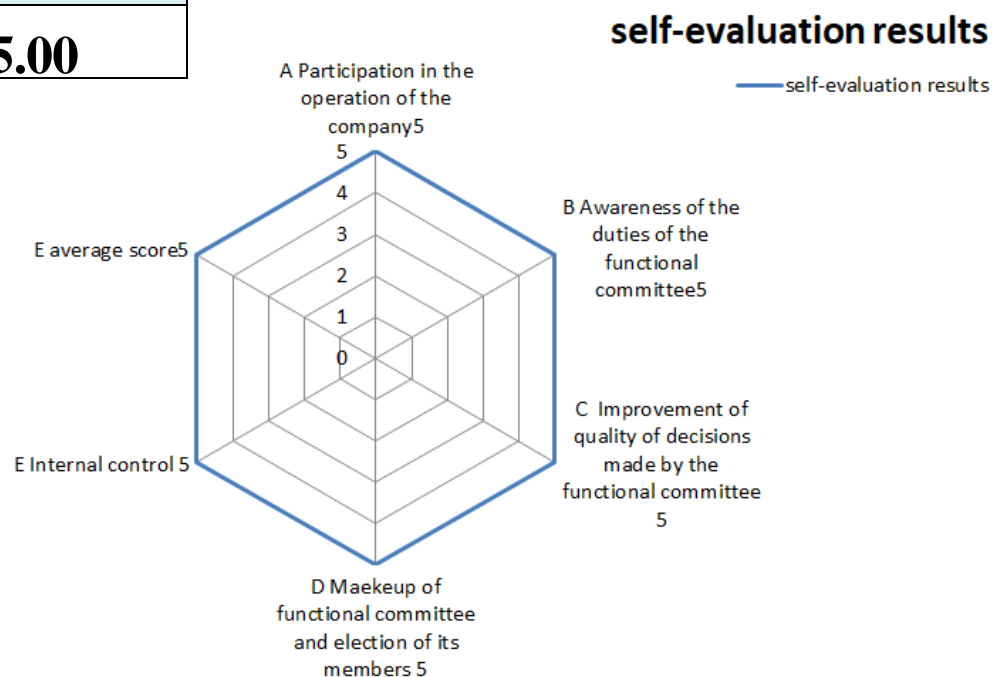 5.00
self-evaluation results
self-evaluation results
A Participation in the
operation of the
company5
5
4
3
2
1
0
B Awareness of the
duties of the
functional
committee5
C  Improvement of
quality of decisions
made by the
functional committee
5
D Maekeup of
functional committee
and election of its
members 5
E Internal control 5
E average score5